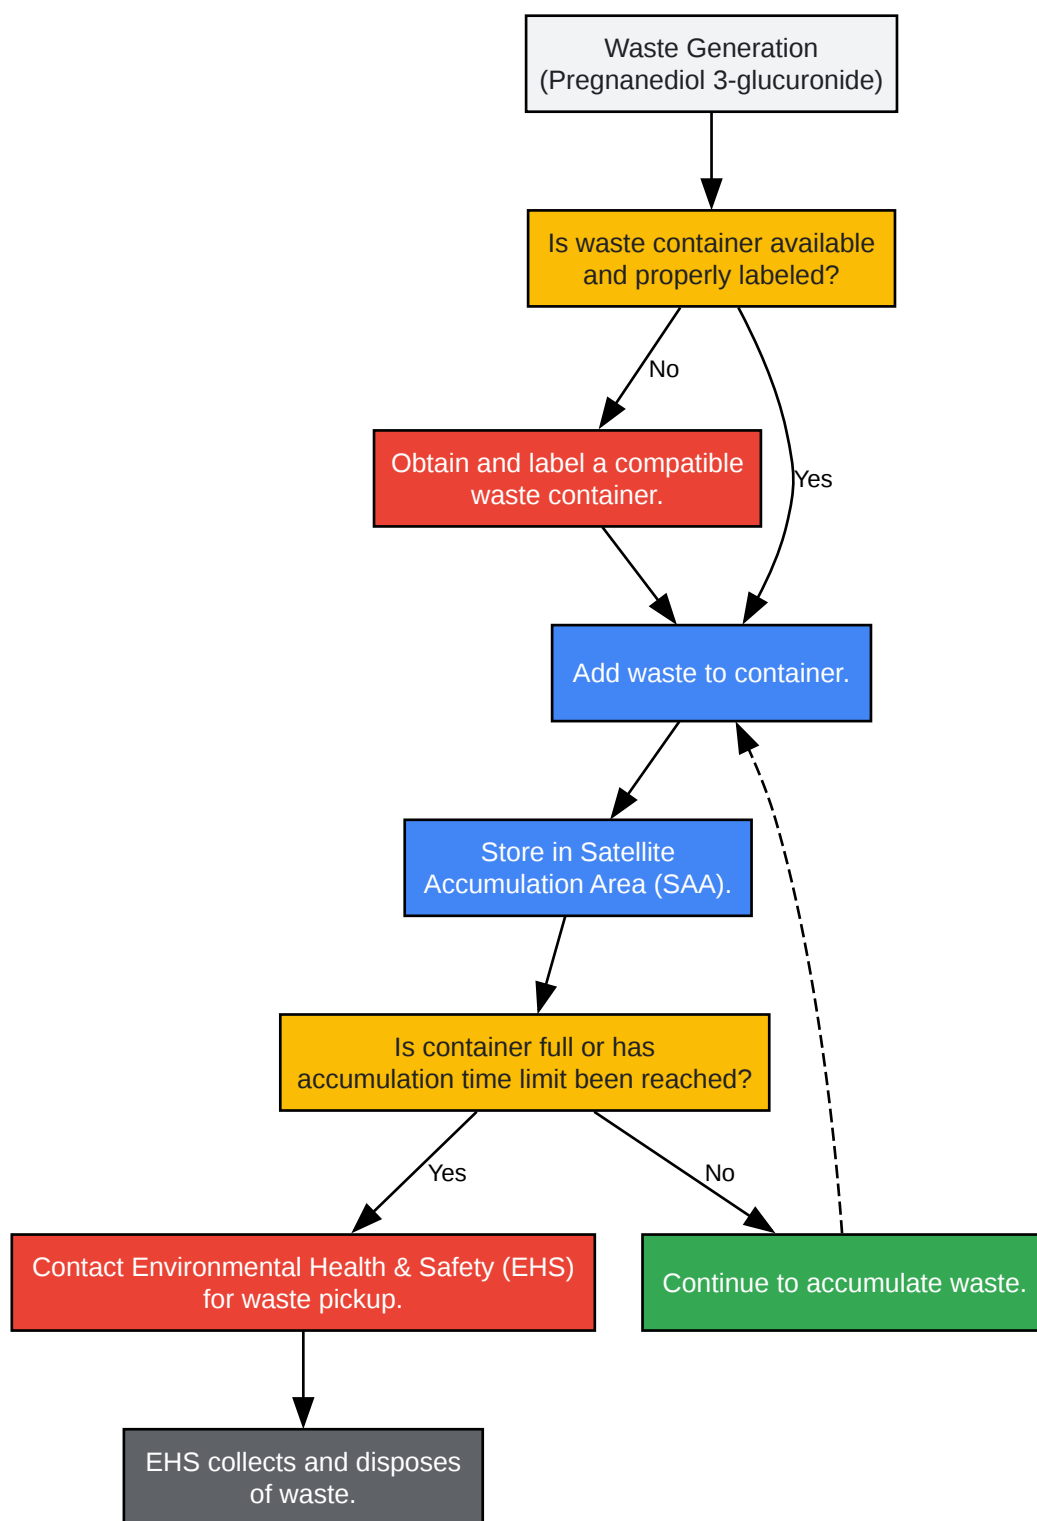 Waste Generation
(Pregnanediol 3-glucuronide)
Is waste container available
and properly labeled?
No
Yes
Obtain and label a compatible
waste container.
Add waste to container.
Store in Satellite
Accumulation Area (SAA).
Is container full or has
accumulation time limit been reached?
Yes
No
Contact Environmental Health & Safety (EHS)
for waste pickup.
Continue to accumulate waste.
EHS collects and disposes
of waste.